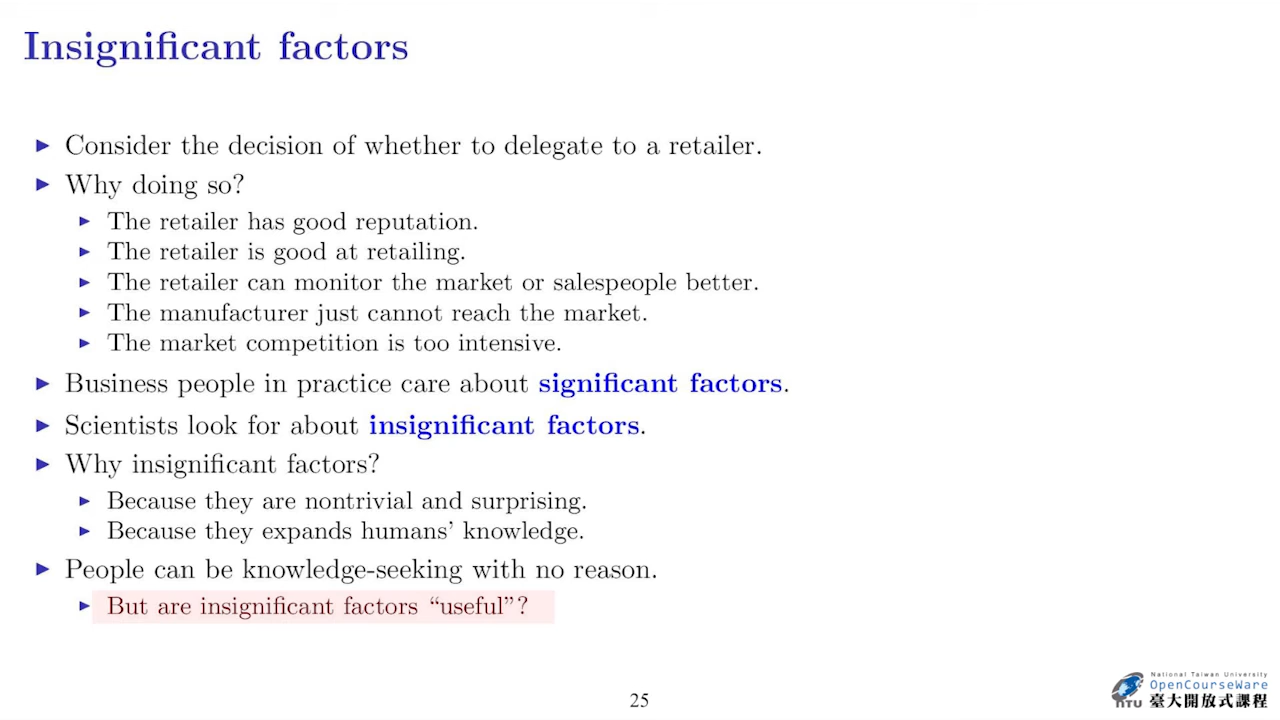 Insignificant factors
Consider the decision of whether to delegate to a retailer.
Why doing so?
The retailer has good reputation.
The retailer is good at retailing.
The retailer can monitor the market or salespeople better.
The manufacturer just cannot reach the market.
The market competition is too intensive.
Business people in practice care about significant factors.
Scientists look for about insignificant factors.
Why insignificant factors?
Because they are nontrivial and surprising.
Because they expands humans' knowledge.
People can be knowledge-seeking with no reason.
But are insignificant factors “useful”?
25
National Taiwan University
OpenCourseWare
NTU 臺大開放式課程